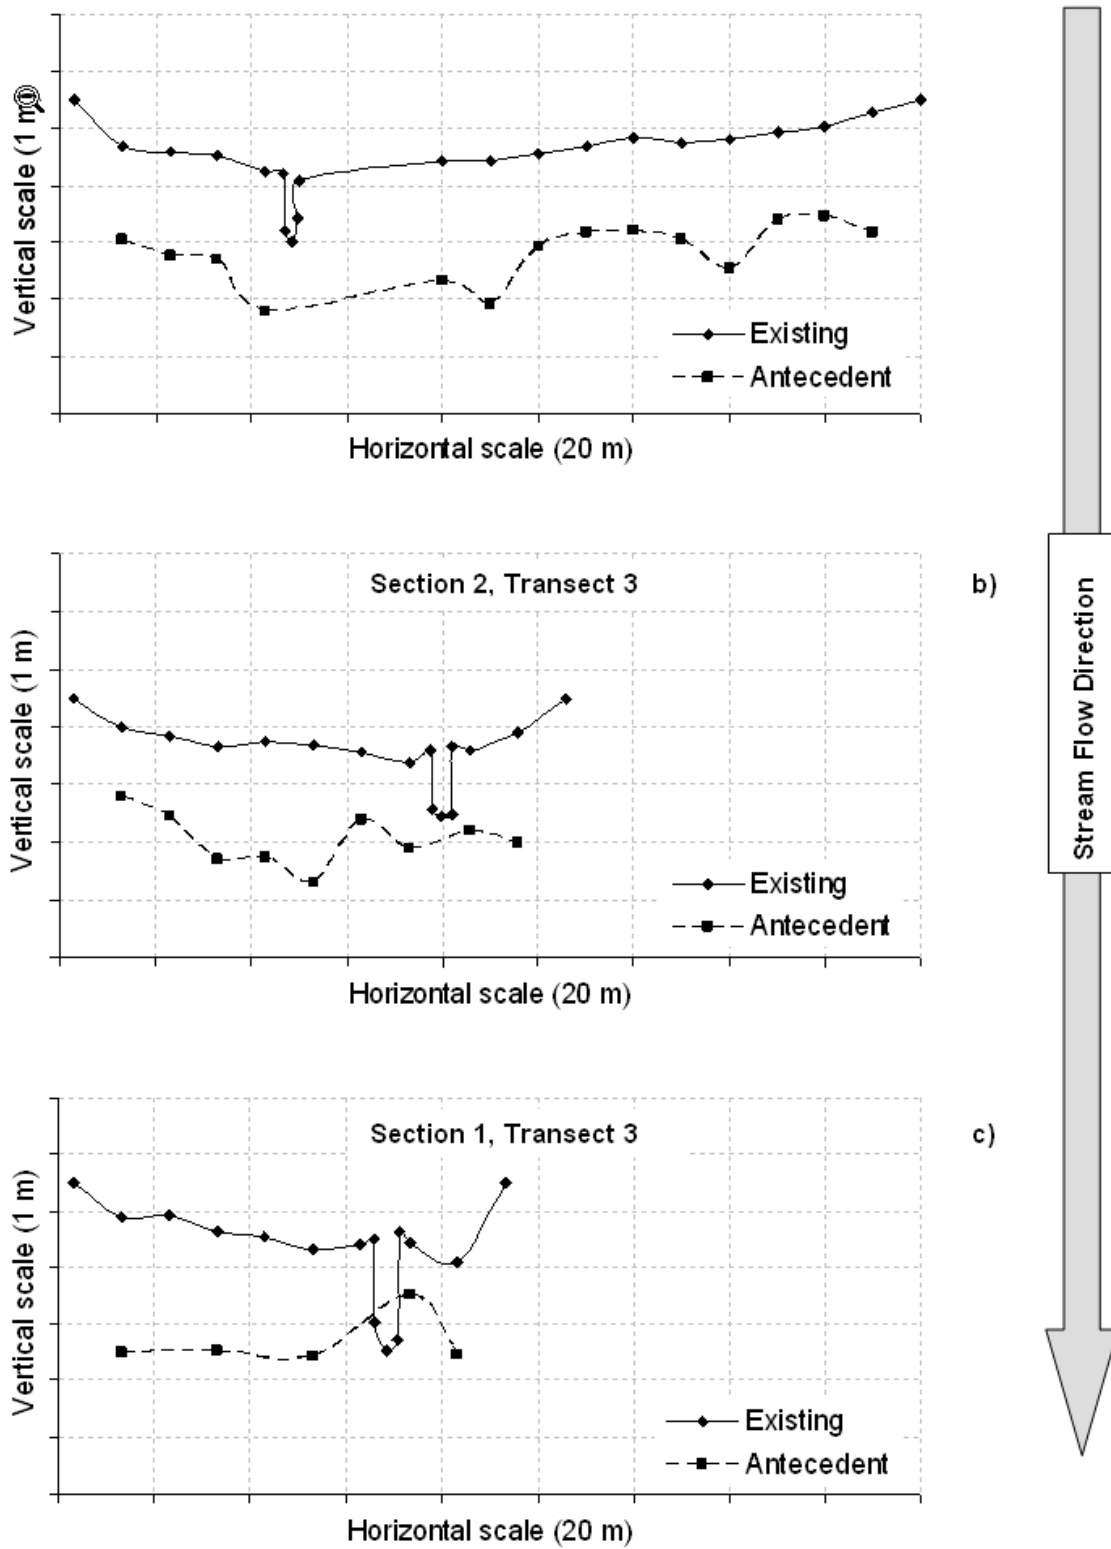 Vertical scale (1 m)
Existing
Antecedent
Horizontal scale (20 m)
Section 2, Transect 3
b)
Vertical scale (1 m)
Existing
Antecedent
Horizontal scale (20 m)
Stream Flow Direction
Section 1, Transect 3
c)
Vertical scale (1 m)
Existing
Antecedent
Horizontal scale (20 m)